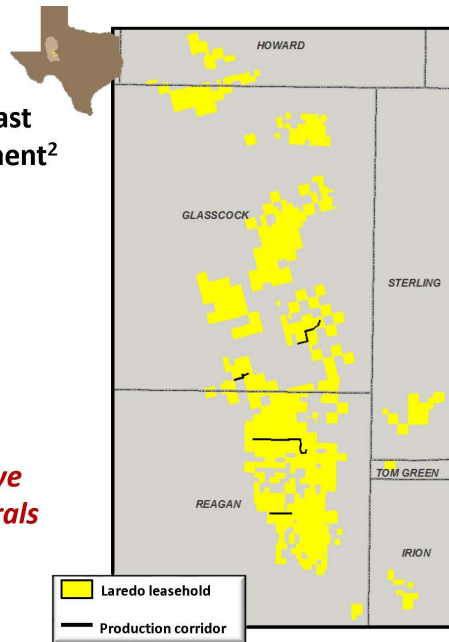 HOWARD
ast
nent²
GLASSCOCK
STERLING
TOM GREEN
ve
REAGAN
rals
IRION
Laredo leasehold
Production corridor